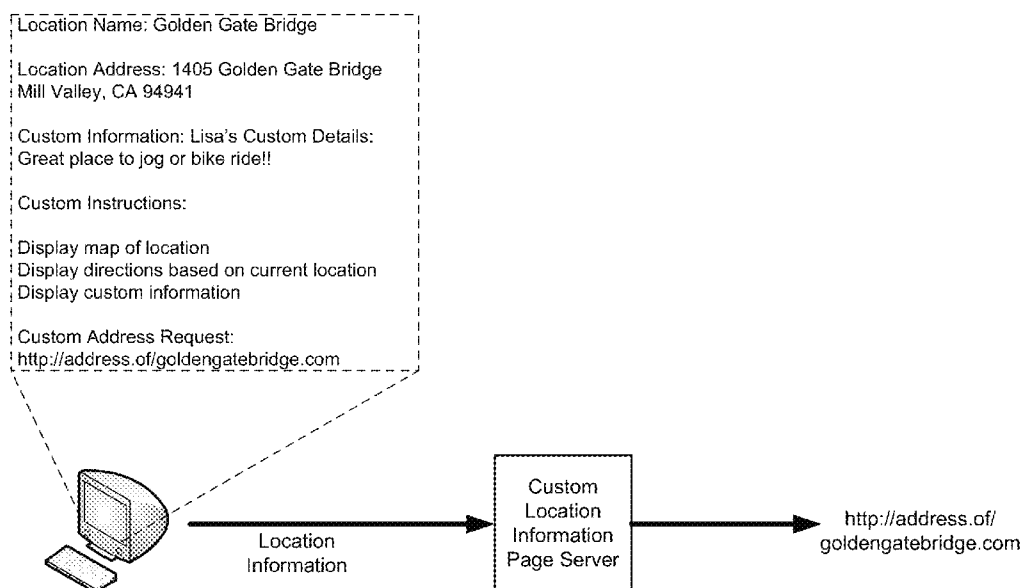 Location Name: Golden Gate Bridge
Location Address: 1405 Golden Gate Bridge
Mill Valley, CA 94941
Custom Information: Lisa's Custom Details:
Great place to jog or bike ride!!
Custom Instructions:
Display map of location
Display directions based on current location
Display custom information
Custom Address Request:
http://address.of/goldengatebridge.com
Location
Information
Custom
Location
Information
Page Server
http://address.of/
goldengatebridge.com